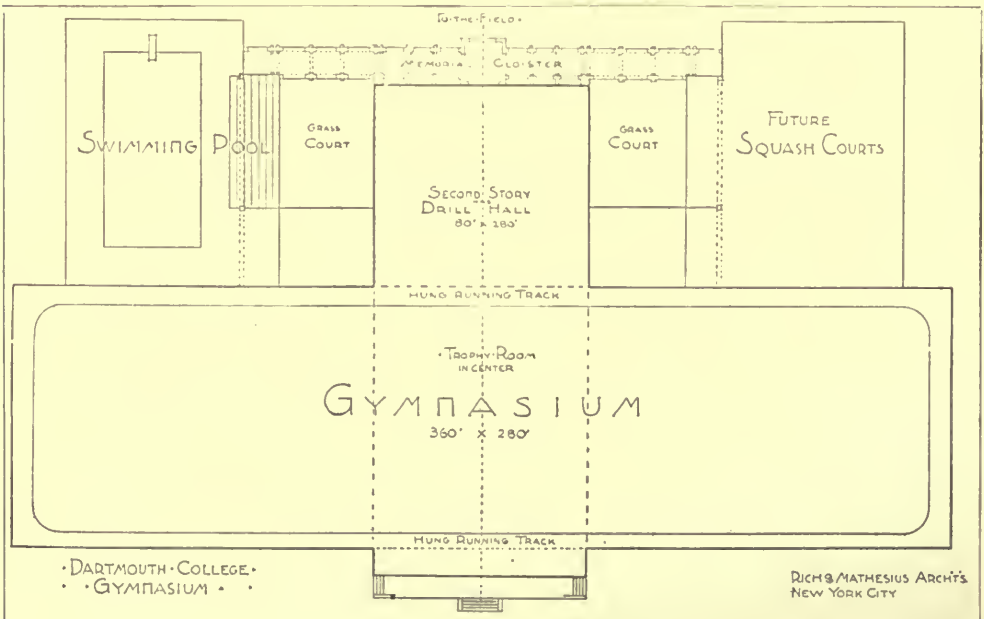 TO·THE·FIELD·
MEMORIAL CLOISTER
SWIMMING POOL
GRASS
COURT
GRASS
COURT
FUTURE
SQUASH COURTS
SECOND STORY
DRILL HALL
80' x 280'
HUNG RUNNING TRACK
·TROPHY·ROOM
IN CENTER
GYMNASIUM
360' x 280'
HUNG RUNNING TRACK
·DARTMOUTH·COLLEGE·
·GYMNASIUM·
RICH & MATHESIUS ARCH'T'S
NEW YORK CITY